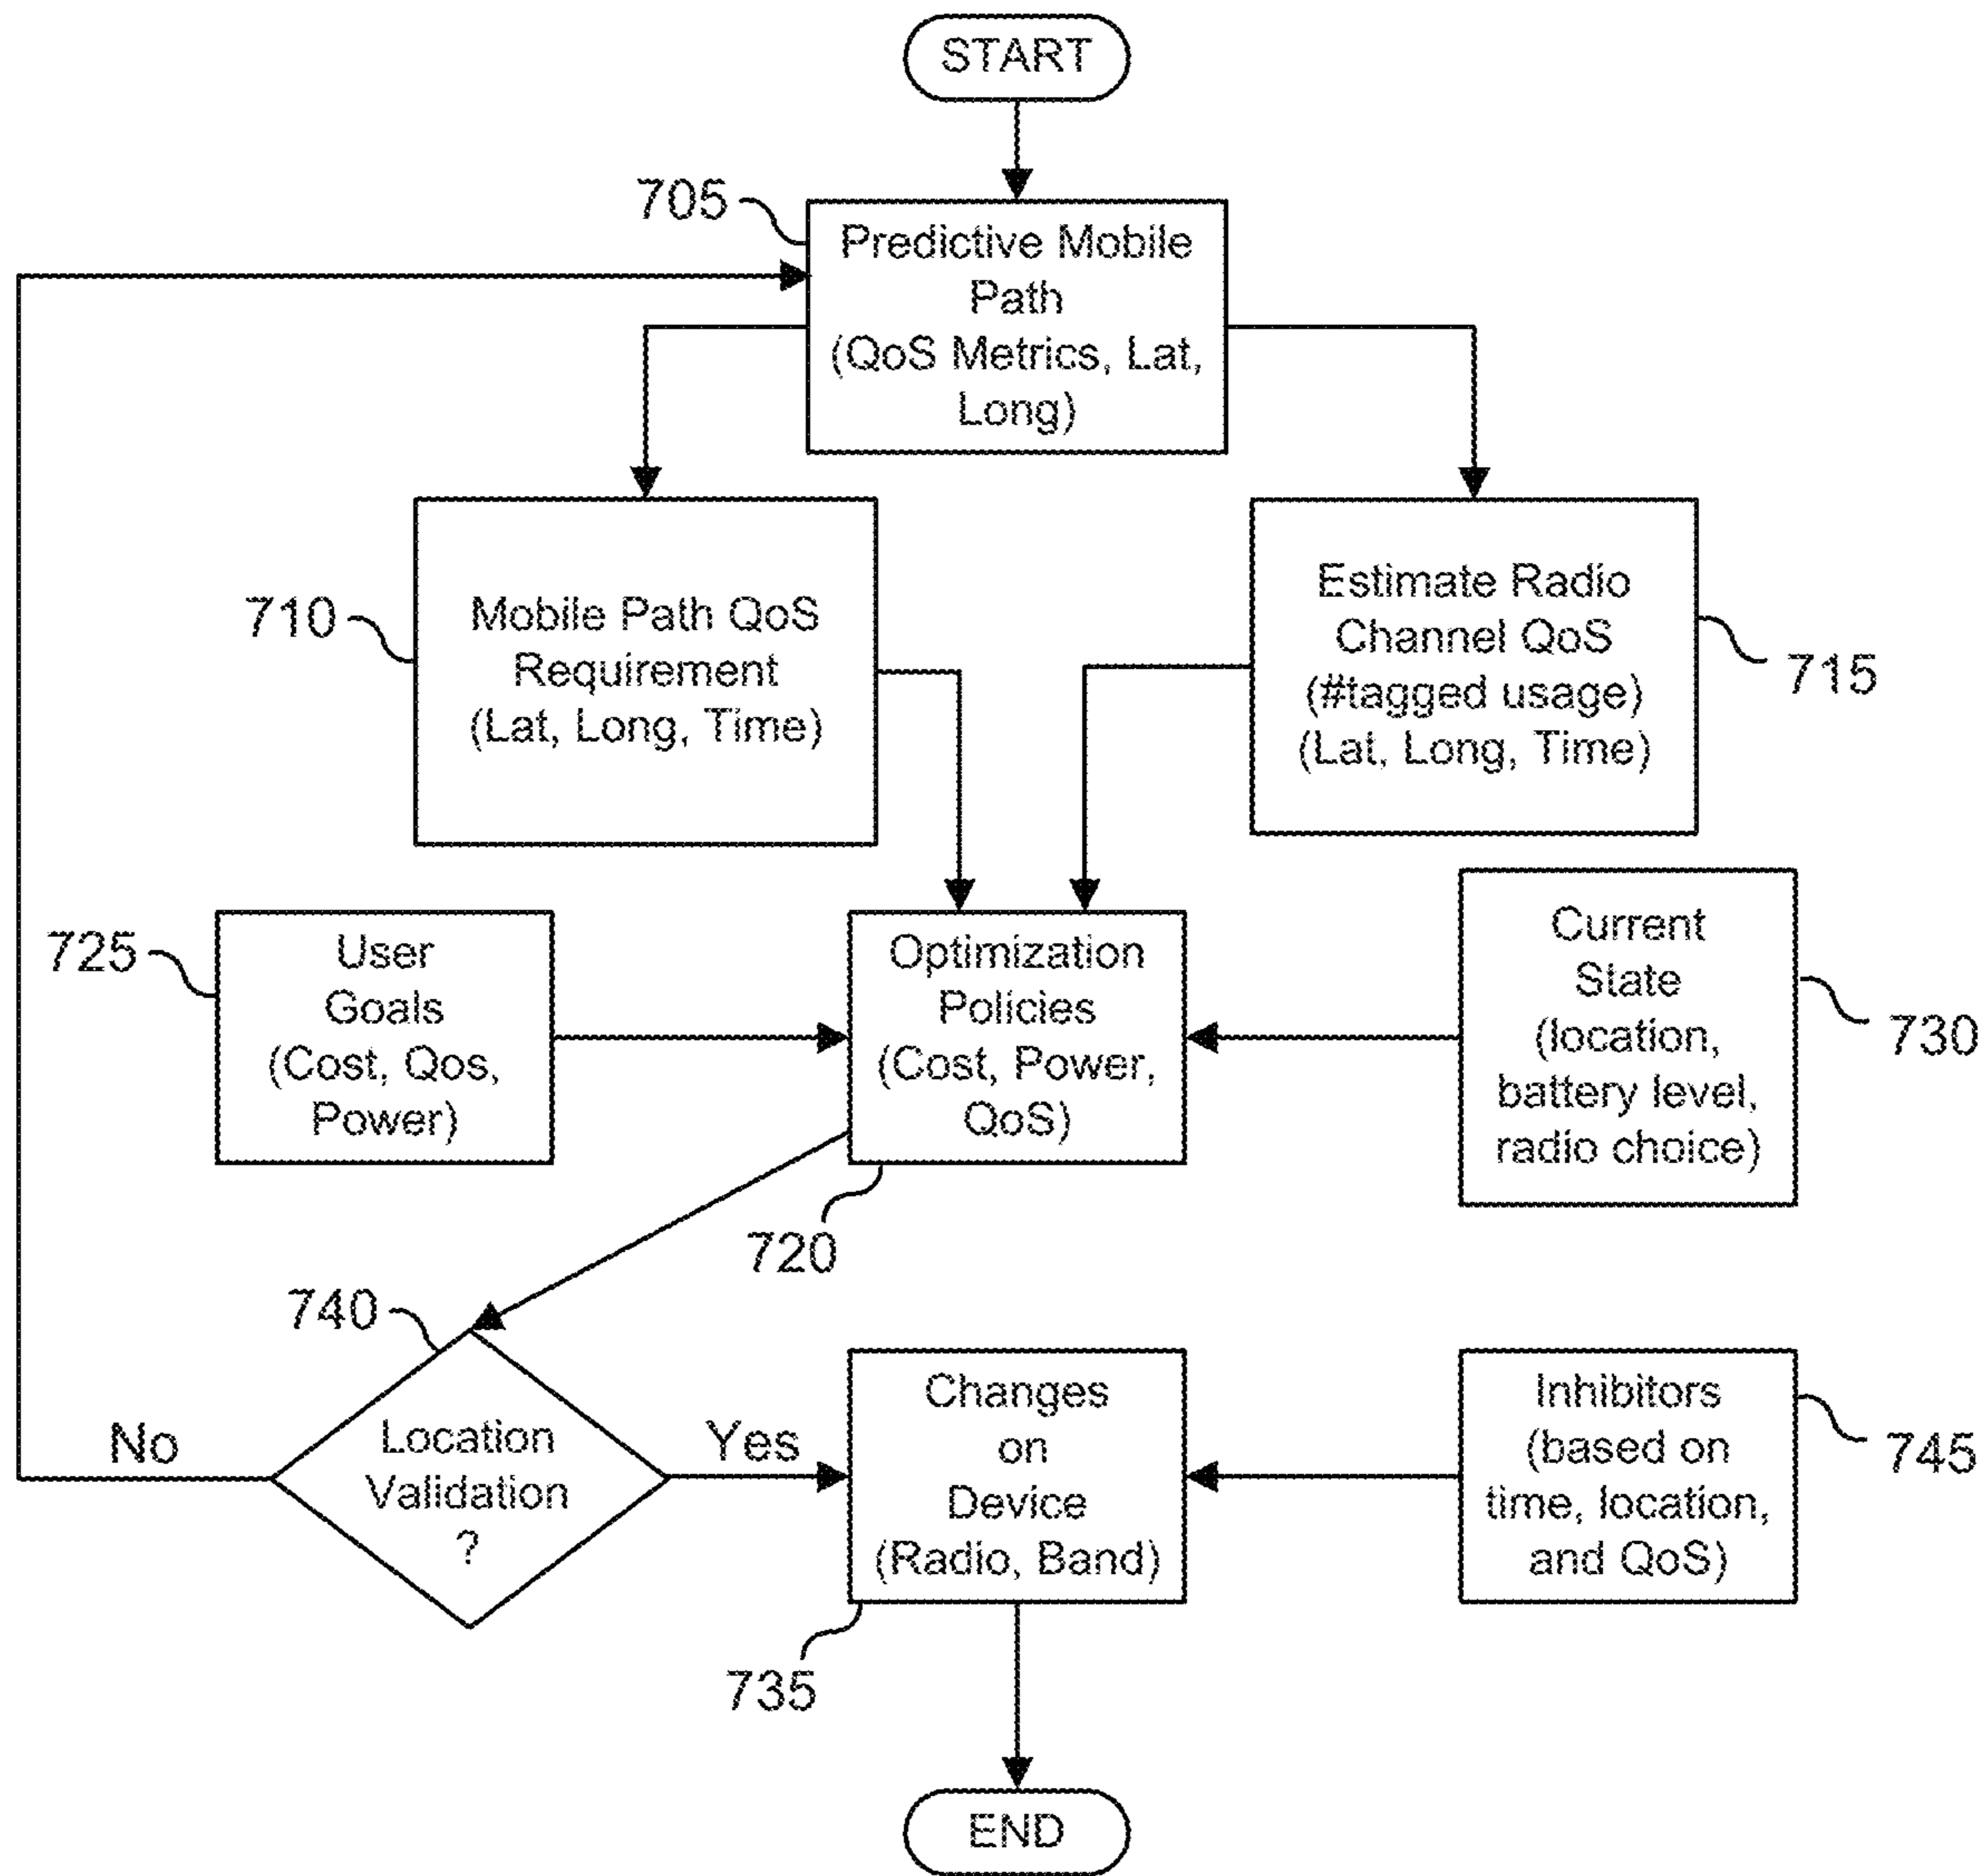 START
705
Predictive Mobile
Path
(QoS Metrics, Lat,
Long)
710
Mobile Path QoS
Requirement
(Lat, Long, Time)
Estimate Radio
Channel QoS
(#tagged usage)
(Lat, Long, Time)
715
725
User
Goals
(Cost, Qos,
Power)
Optimization
Policies
(Cost, Power,
QoS)
720
Current
State
(location,
battery level,
radio choice)
730
740
Location
Validation
?
No
Yes
Changes
on
Device
(Radio, Band)
735
Inhibitors
(based on
time, location,
and QoS)
745
END